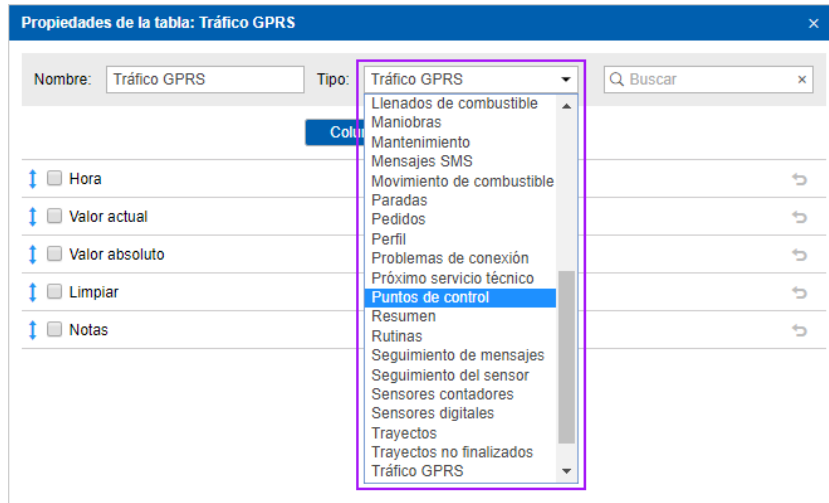 Propiedades de la tabla: Tráfico GPRS ×
Nombre: Tráfico GPRS Tipo: Tráfico GPRS Buscar ×
Llenados de combustible
Colu
Maniobras
Mantenimiento
Mensajes SMS
Hora
Movimiento de combustible
Paradas
Valor actual
Pedidos
Perfil
Valor absoluto
Problemas de conexión
Próximo servicio técnico
Limpiar
Puntos de control
Resumen
Notas
Rutinas
Seguimiento de mensajes
Seguimiento del sensor
Sensores contadores
Sensores digitales
Trayectos
Trayectos no finalizados
Tráfico GPRS